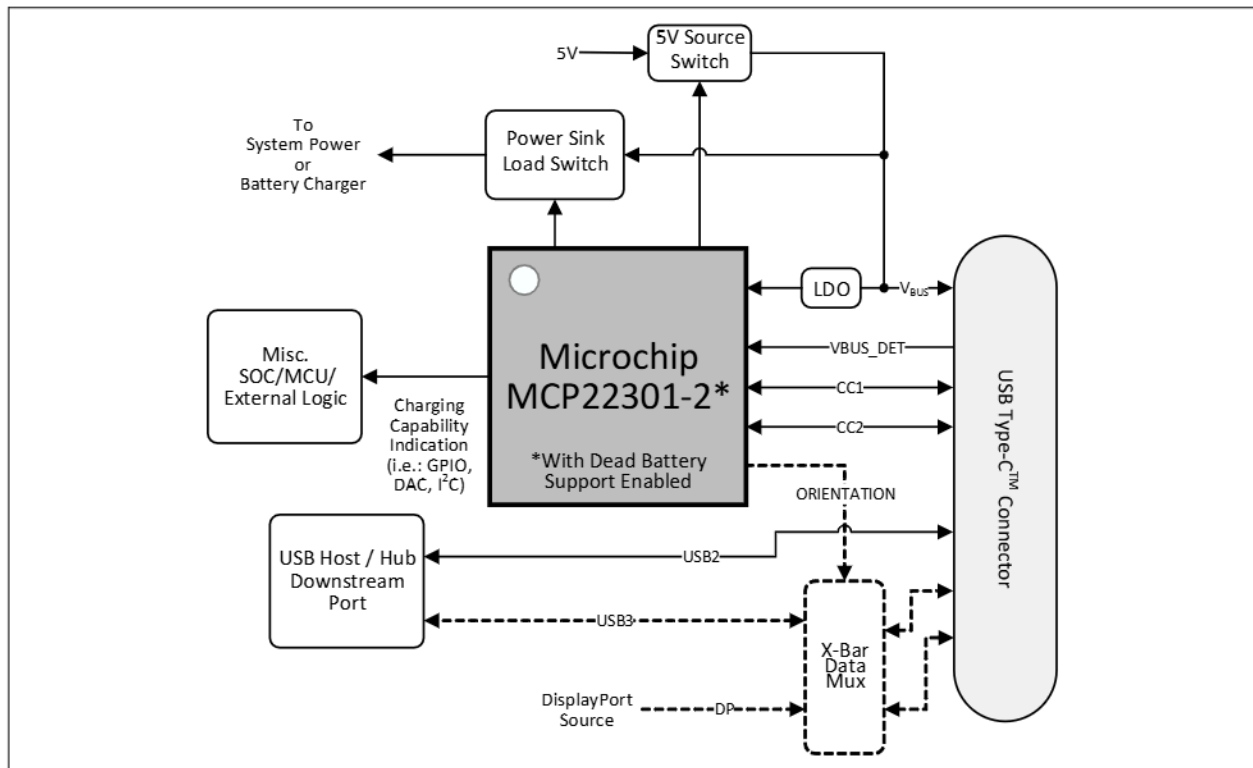 5V
5V Source
Switch
To
System Power
or
Battery Charger
Power Sink
Load Switch
LDO
VBUS
Misc.
SOC/MCU/
External Logic
Charging
Capability
Indication
(i.e.: GPIO,
DAC, I²C)
Microchip
MCP22301-2*
*With Dead Battery
Support Enabled
VBUS_DET
CC1
CC2
ORIENTATION
USB Type-C™ Connector
USB Host / Hub
Downstream
Port
USB2
USB3
X-Bar
Data
Mux
DisplayPort
Source
DP